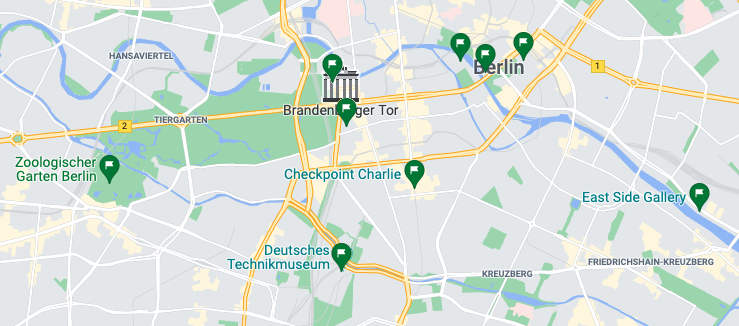 HANSAVIERTEL
Berlin
1
Brandenburger Tor
2
TIERGARTEN
Zoologischer
Garten Berlin
Checkpoint Charlie
East Side Gallery
Deutsches
Technikmuseum
FRIEDRICHSHAIN-KREUZBERG
KREUZBERG